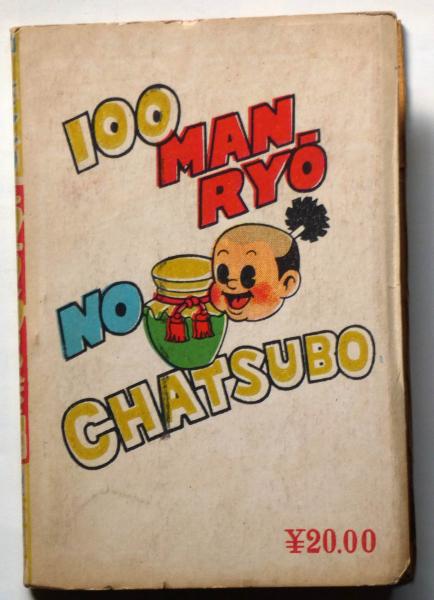 100
MAN-
RYŌ
NO
CHATSUBO
¥20.00